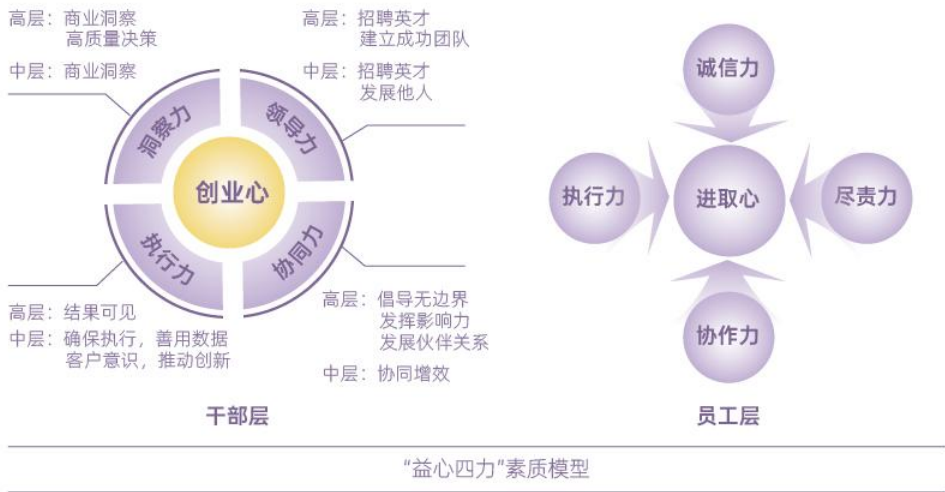 高层：商业洞察
高质量决策
中层：商业洞察
高层：招聘英才
建立成功团队
中层：招聘英才
发展他人
洞察力
领导力
创业心
执行力
协同力
高层：结果可见
中层：确保执行，善用数据
客户意识，推动创新
高层：倡导无边界
发挥影响力
发展伙伴关系
中层：协同增效
干部层
诚信力
执行力
进取心
尽责力
协作力
员工层
“益心四力”素质模型